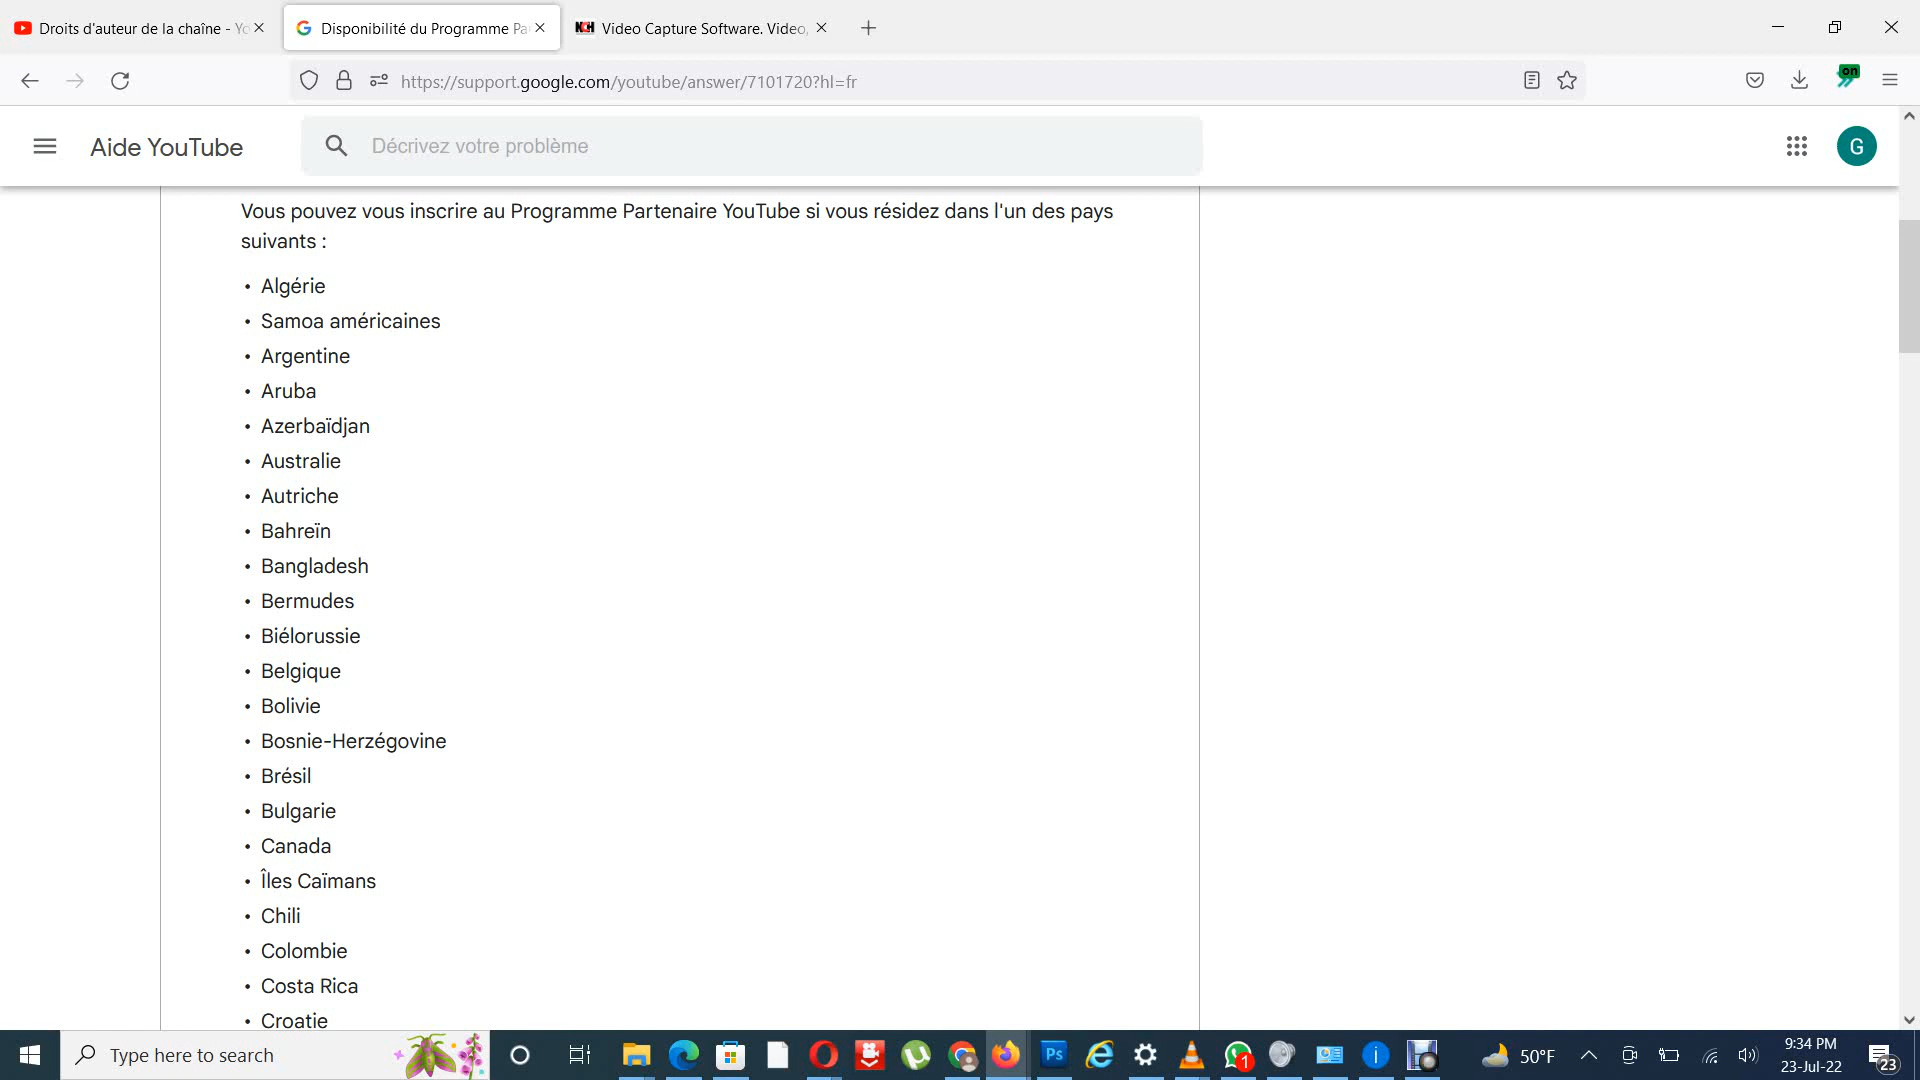 Droits d'auteur de la chaîne - Yo
Disponibilité du Programme Pa
NCH Video Capture Software. Video,
on
https://support.google.com/youtube/answer/7101720?hl=fr
Aide YouTube
Décrivez votre problème
G
Vous pouvez vous inscrire au Programme Partenaire YouTube si vous résidez dans l'un des pays
suivants :
• Algérie
• Samoa américaines
• Argentine
• Aruba
• Azerbaïdjan
• Australie
• Autriche
• Bahreïn
• Bangladesh
• Bermudes
• Biélorussie
• Belgique
• Bolivie
• Bosnie-Herzégovine
• Brésil
• Bulgarie
• Canada
• Îles Caïmans
• Chili
• Colombie
• Costa Rica
• Croatie
Type here to search
Ps
1
50°F
9:34 PM
23-Jul-22
23